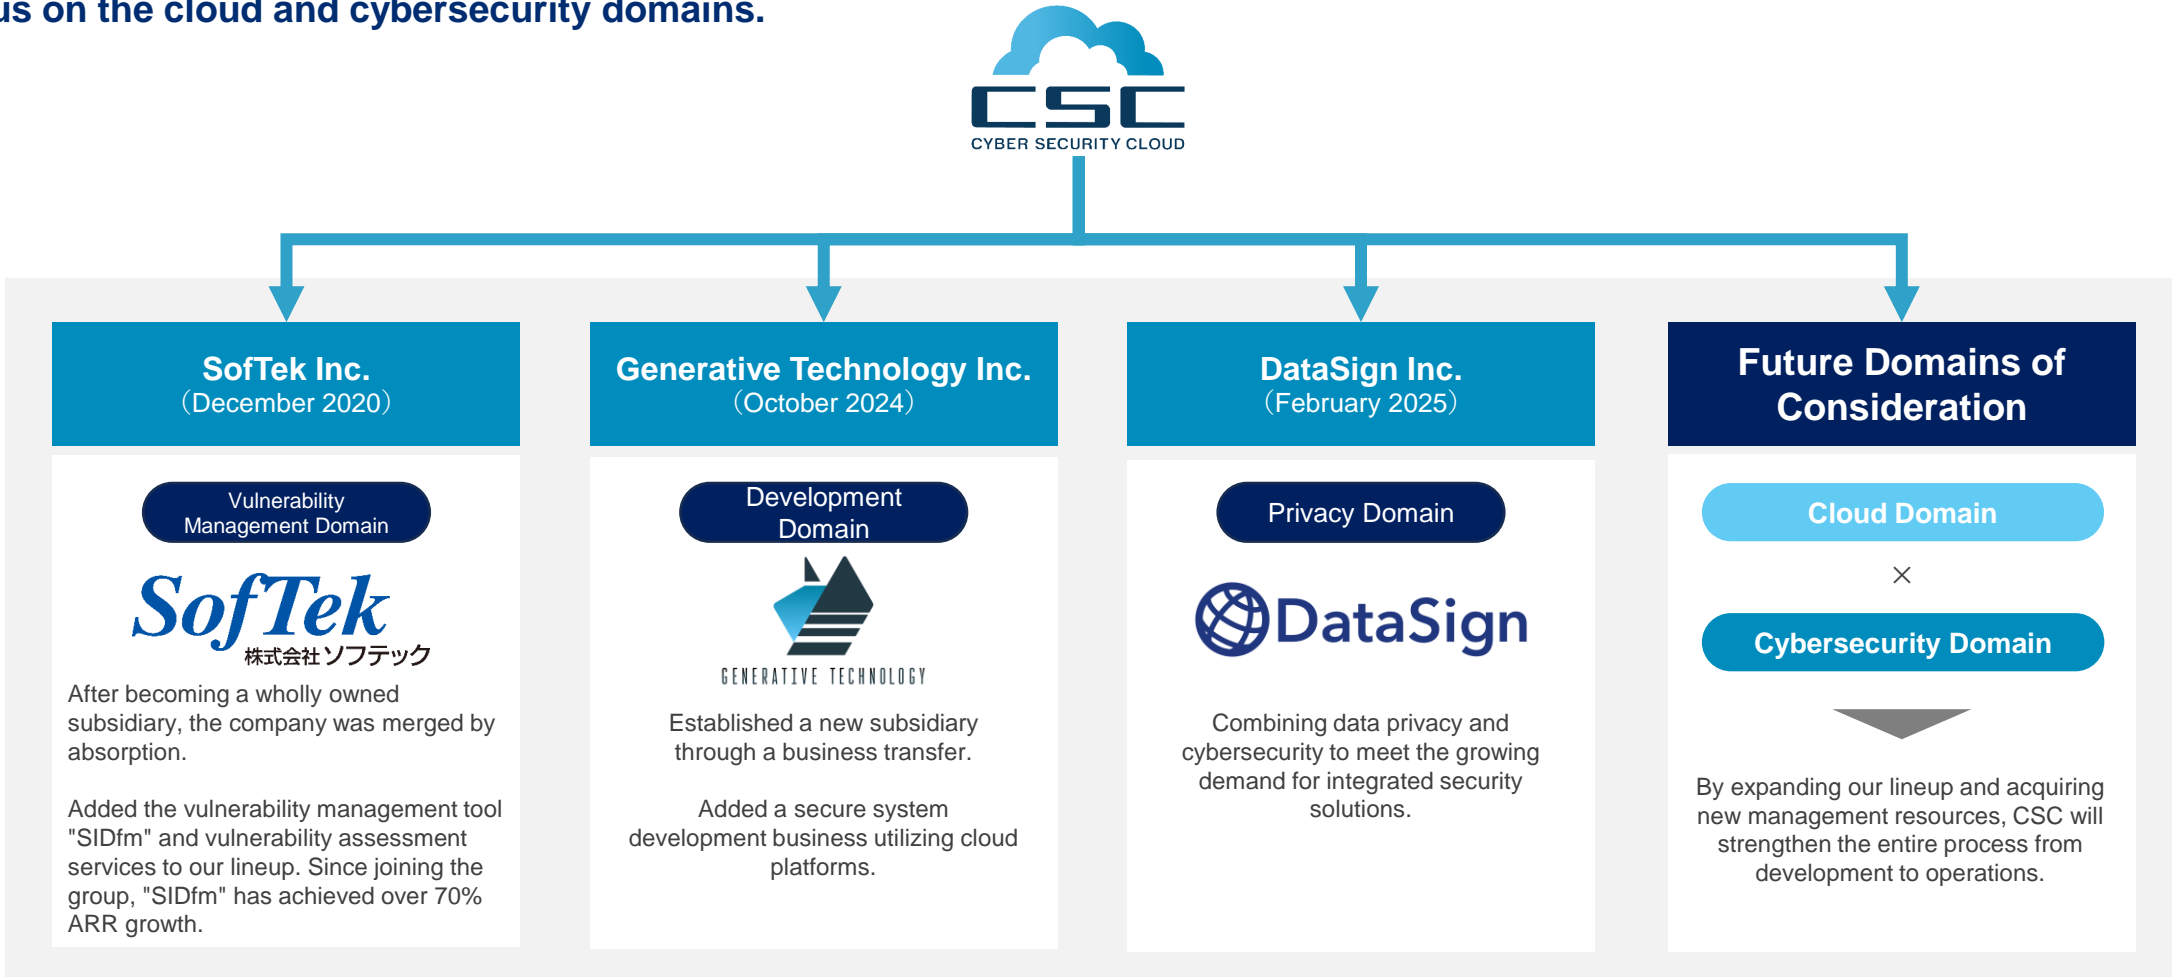 us on the cloud and cybersecurity domains.
CSC
CYBER SECURITY CLOUD
SofTek Inc.
（December 2020）
Vulnerability
Management Domain
SofTek
株式会社ソフテック
After becoming a wholly owned
subsidiary, the company was merged by
absorption.
Added the vulnerability management tool
"SIDfm" and vulnerability assessment
services to our lineup. Since joining the
group, "SIDfm" has achieved over 70%
ARR growth.
Generative Technology Inc.
（October 2024）
Development
Domain
GENERATIVE TECHNOLOGY
Established a new subsidiary
through a business transfer.
Added a secure system
development business utilizing cloud
platforms.
DataSign Inc.
（February 2025）
Privacy Domain
DataSign
Combining data privacy and
cybersecurity to meet the growing
demand for integrated security
solutions.
Future Domains of
Consideration
Cloud Domain
×
Cybersecurity Domain
By expanding our lineup and acquiring
new management resources, CSC will
strengthen the entire process from
development to operations.